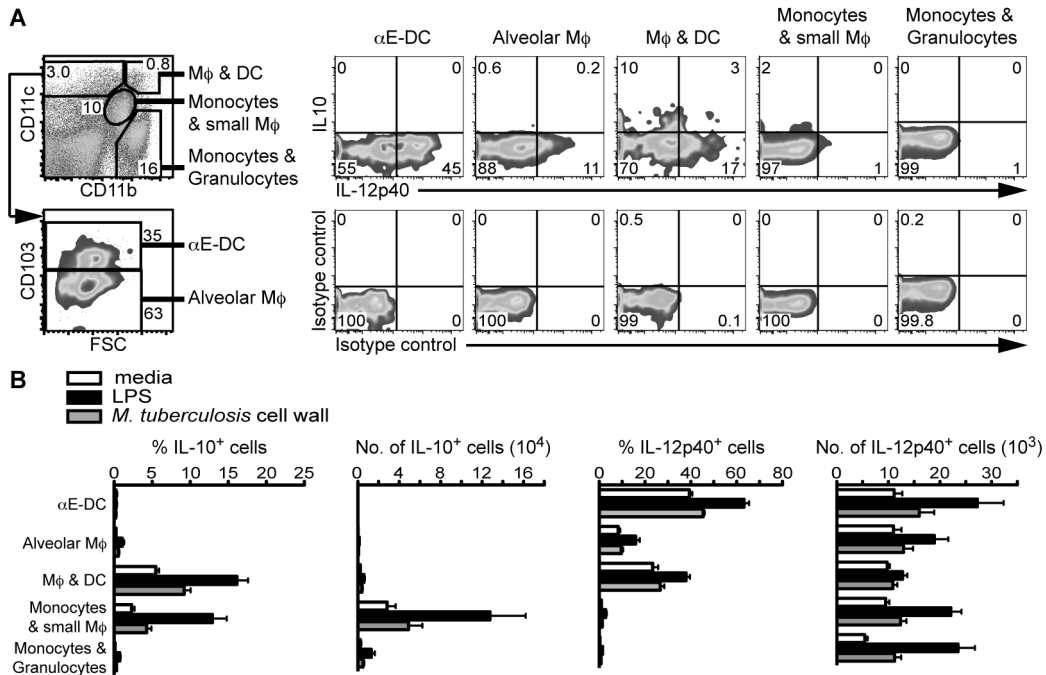 A
αE-DC
Alveolar Mϕ
Mϕ & DC
Monocytes
& small Mϕ
Monocytes &
Granulocytes
CD11c
3.0
0.8
10
16
Mϕ & DC
Monocytes
& small Mϕ
Monocytes &
Granulocytes
CD11b
CD103
35
63
αE-DC
Alveolar Mϕ
FSC
IL10
0 0
55 45
0.6 0.2
88 11
10 3
70 17
2 0
97 1
0 0
99 1
IL-12p40
Isotype control
0 0
100 0
0 0
100 0
0.5 0
99 0.1
0 0
100 0
0.2 0
99.8 0
Isotype control
B
media
LPS
M. tuberculosis cell wall
% IL-10+ cells
0 5 10 15 20 25
No. of IL-10+ cells (10⁴)
0 4 8 12 16
% IL-12p40+ cells
0 20 40 60 80
No. of IL-12p40+ cells (10³)
0 10 20 30
αE-DC
Alveolar Mϕ
Mϕ & DC
Monocytes
& small Mϕ
Monocytes &
Granulocytes